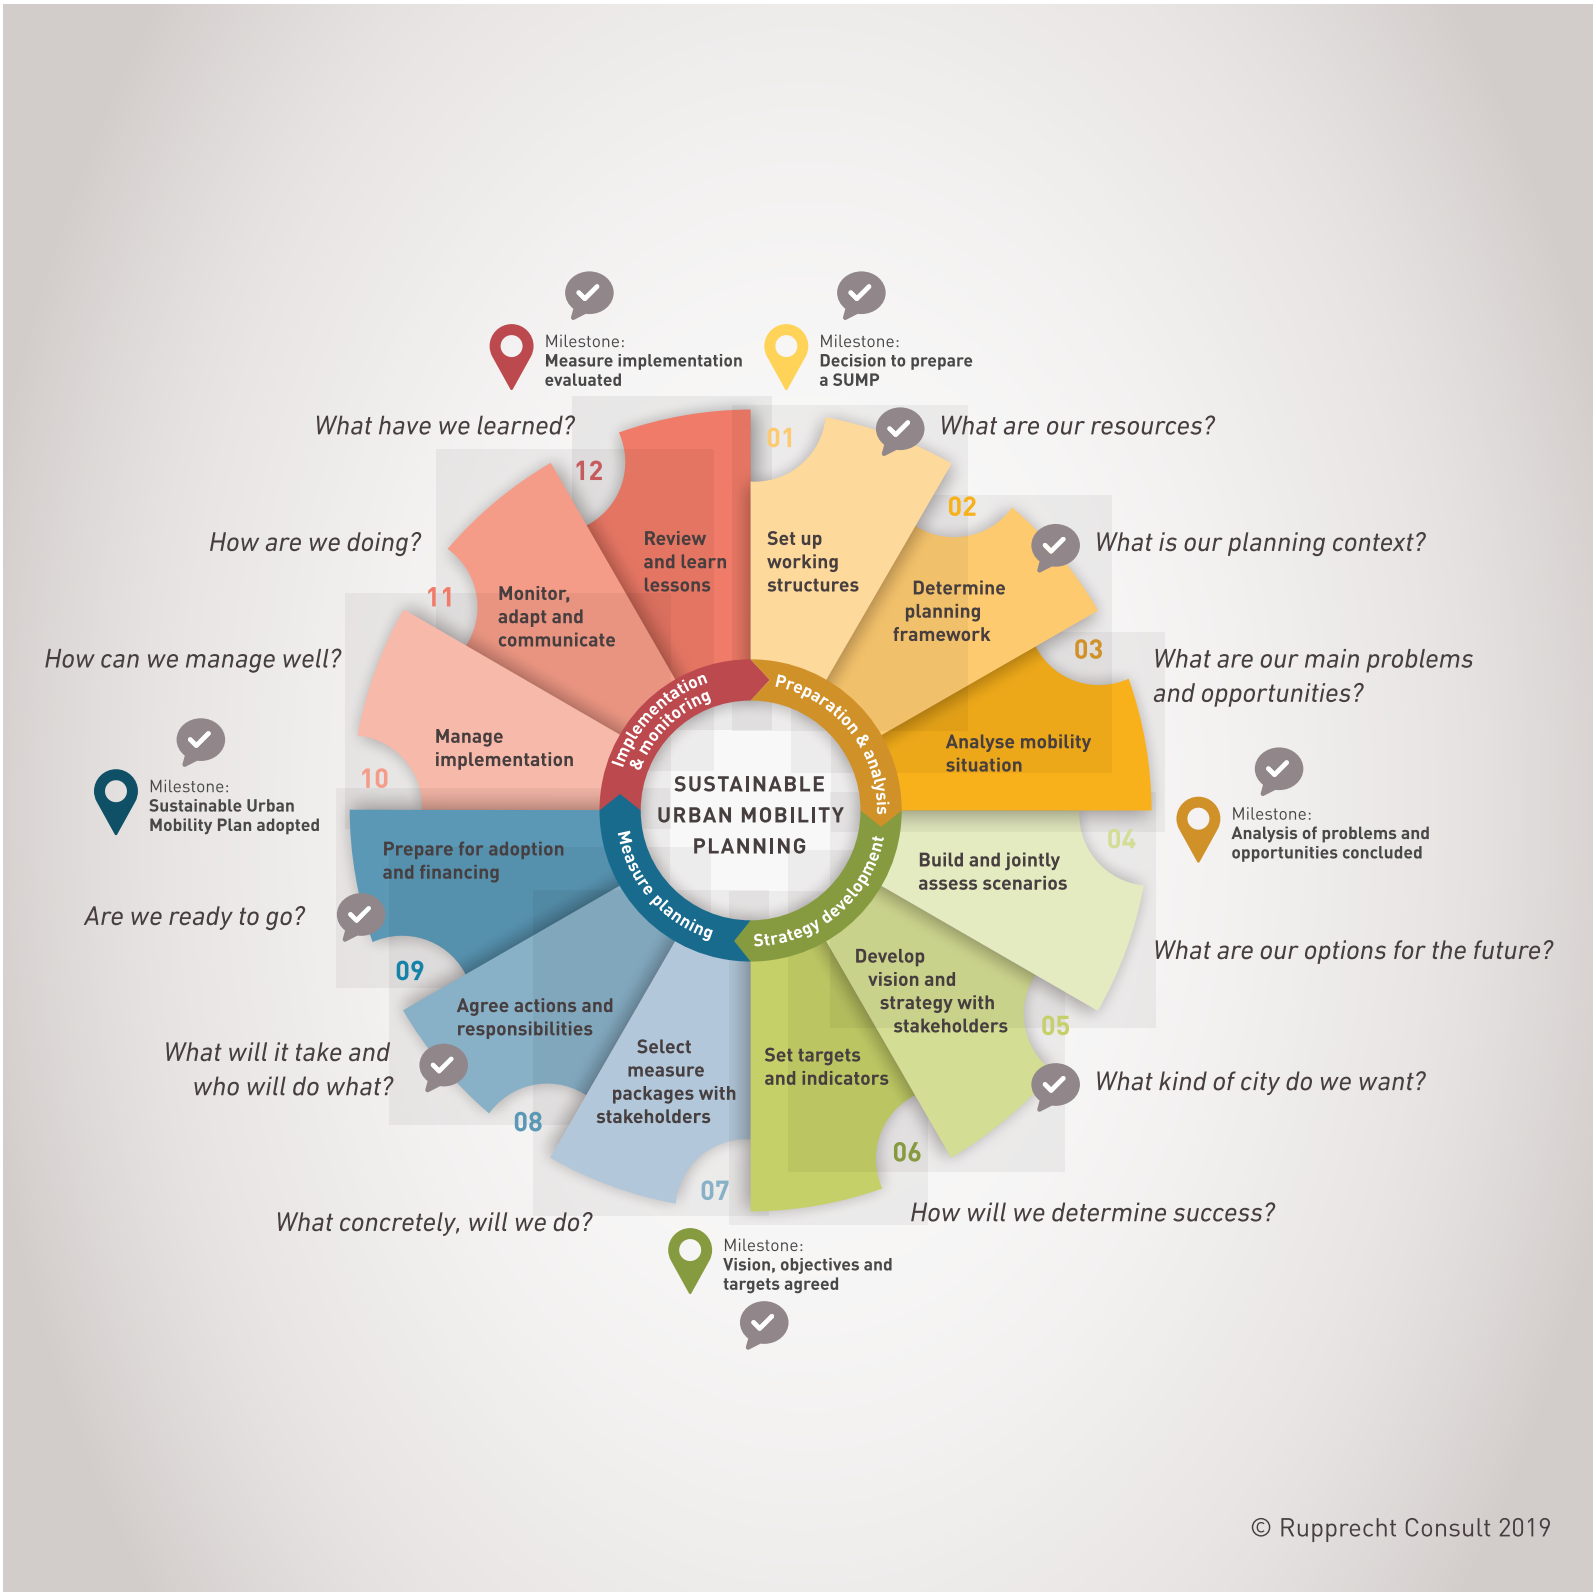 Milestone:
Measure implementation
evaluated
Milestone:
Decision to prepare
a SUMP
What have we learned?
12
01
What are our resources?
Review
and learn
lessons
Set up
working
structures
02
What is our planning context?
Determine
planning
framework
How are we doing?
11
Monitor,
adapt and
communicate
03
What are our main problems
and opportunities?
Analyse mobility
situation
How can we manage well?
10
Manage
implementation
Milestone:
Sustainable Urban
Mobility Plan adopted
Implementation
& monitoring
Preparation & analysis
Strategy development
Measure planning
SUSTAINABLE
URBAN MOBILITY
PLANNING
Milestone:
Analysis of problems and
opportunities concluded
04
Build and jointly
assess scenarios
What are our options for the future?
Prepare for adoption
and financing
Are we ready to go?
09
Develop
vision and
strategy with
stakeholders
05
What kind of city do we want?
Agree actions and
responsibilities
What will it take and
who will do what?
08
Select
measure
packages with
stakeholders
07
What concretely, will we do?
Set targets
and indicators
06
How will we determine success?
Milestone:
Vision, objectives and
targets agreed
© Rupprecht Consult 2019